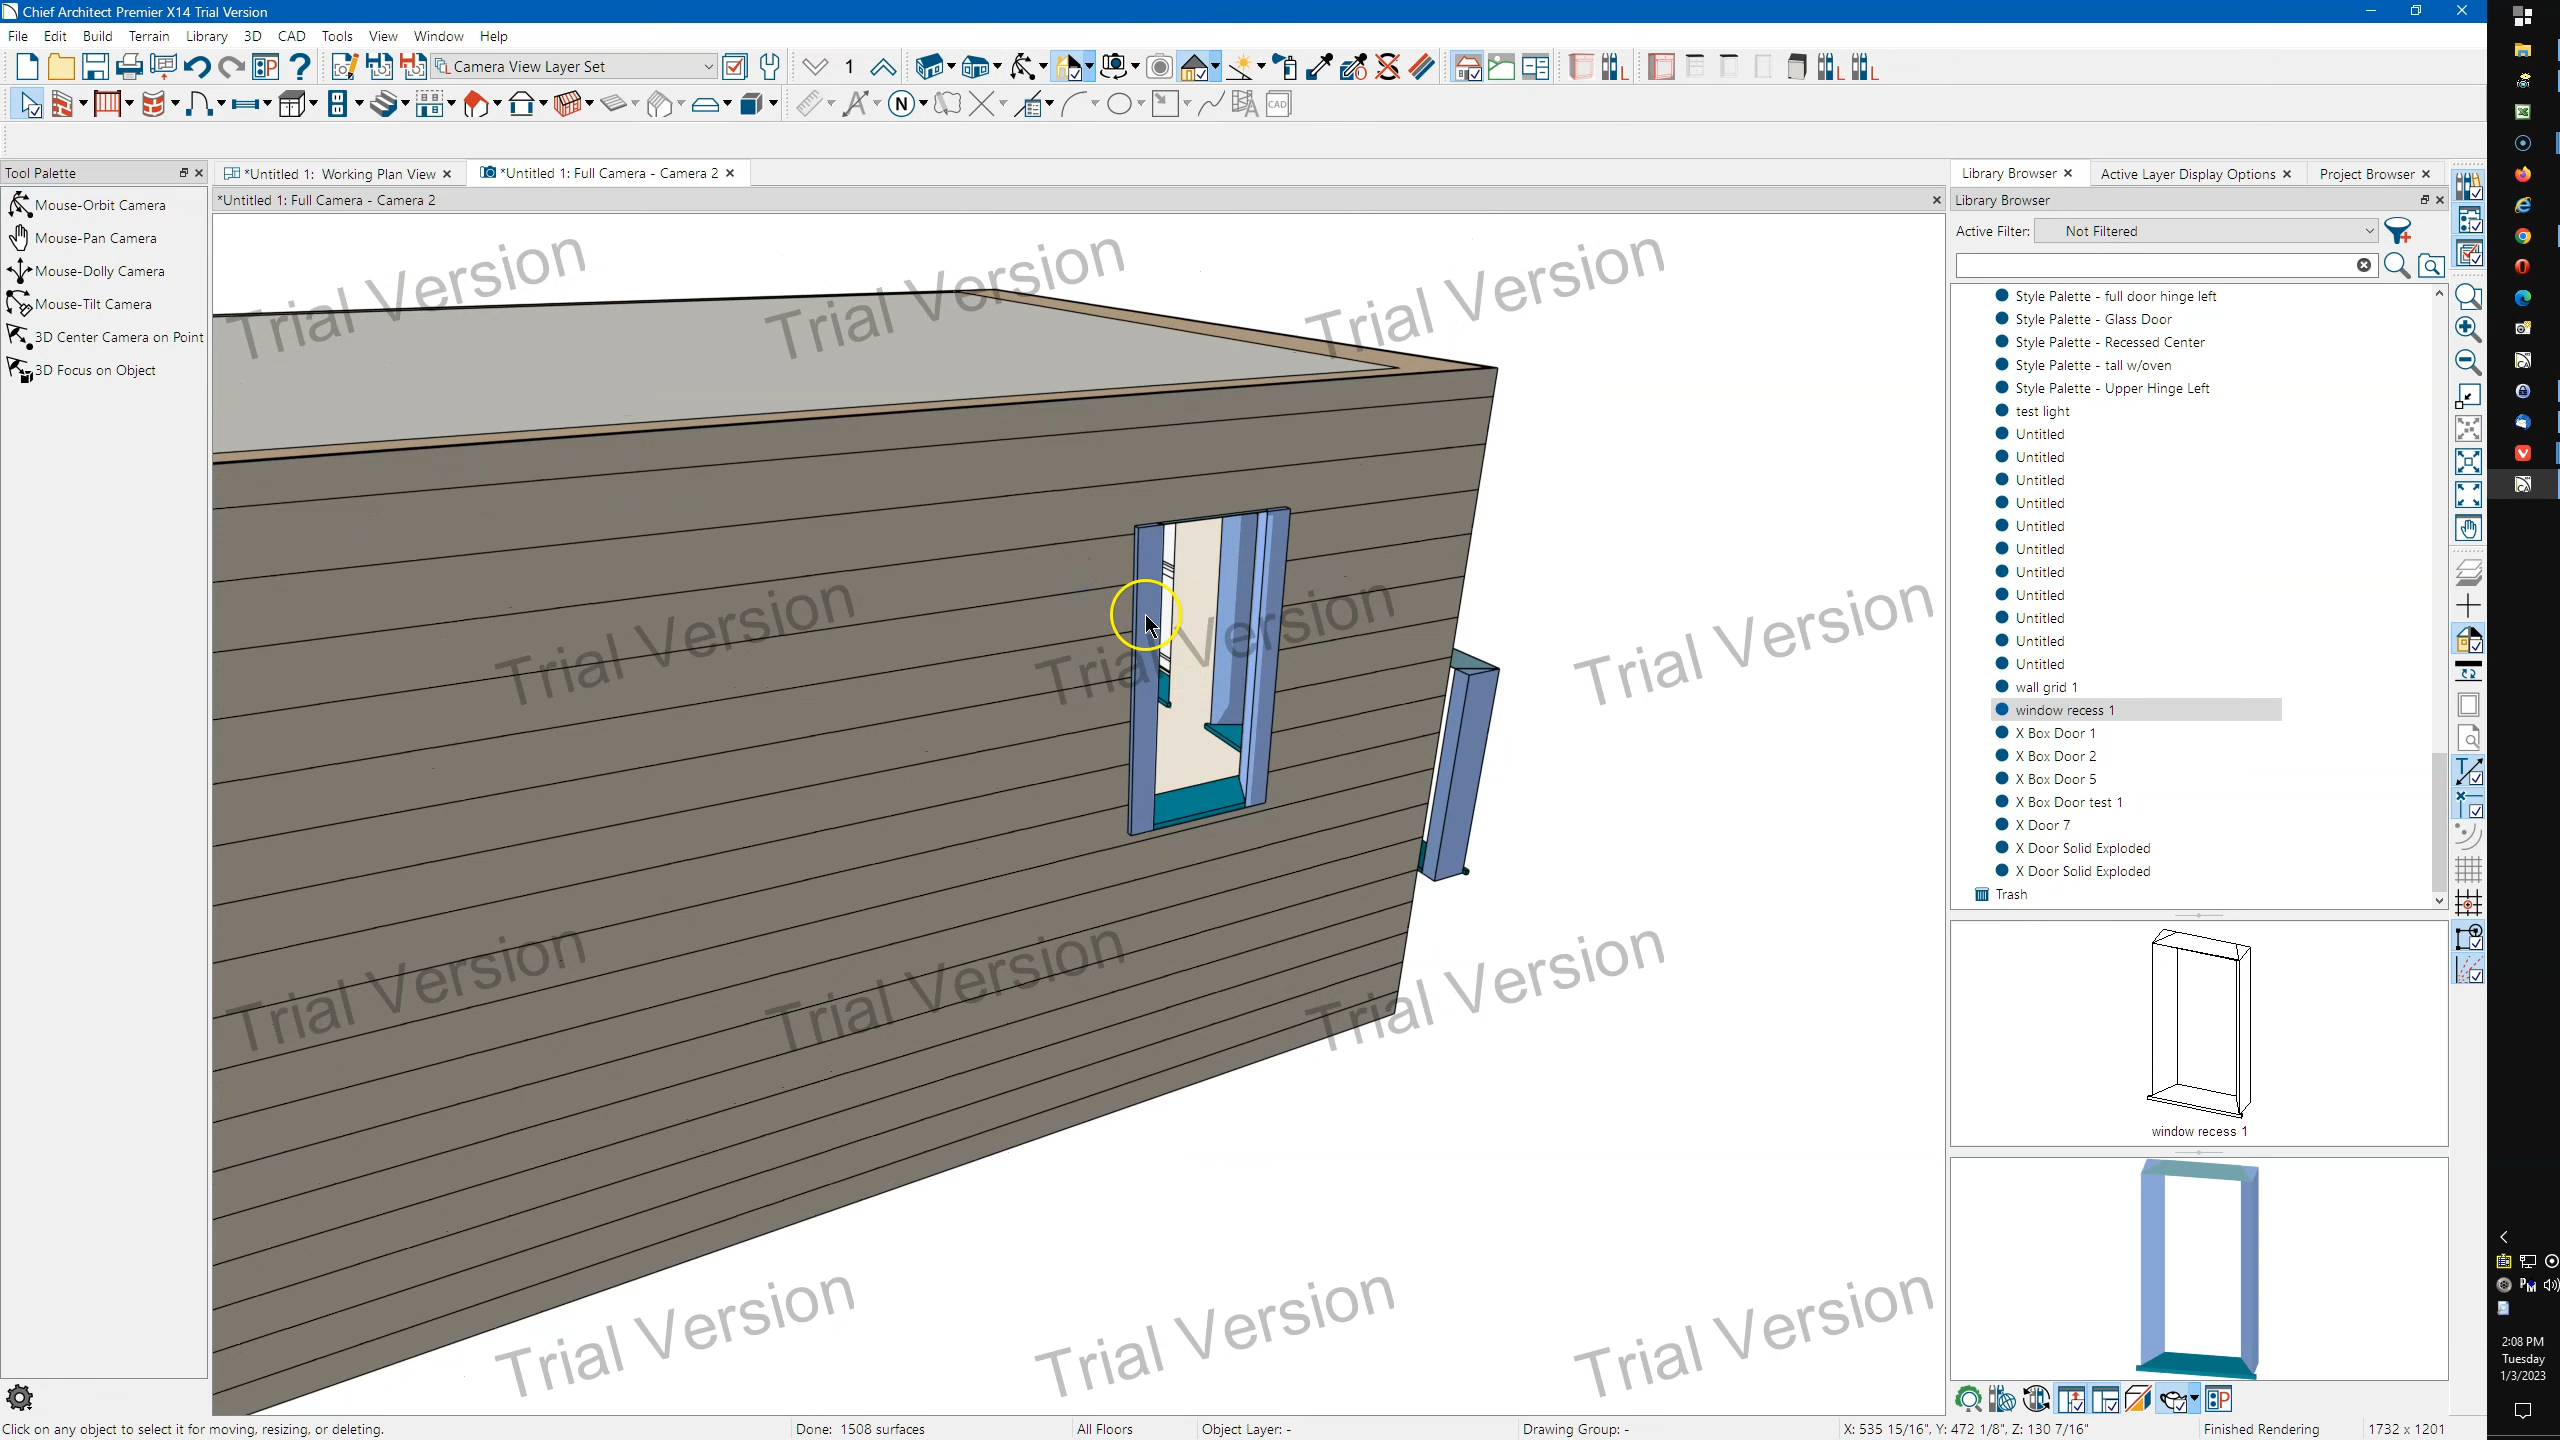 Chief Architect Premier X14 Trial Version
File Edit Build Terrain Library 3D CAD Tools View Window Help
Camera View Layer Set
1
N
CAD
Tool Palette
Mouse-Orbit Camera
Mouse-Pan Camera
Mouse-Dolly Camera
Mouse-Tilt Camera
3D Center Camera on Point
3D Focus on Object
*Untitled 1: Working Plan View
*Untitled 1: Full Camera - Camera 2
*Untitled 1: Full Camera - Camera 2
Trial Version Trial Version Trial Version
Trial Version Trial Version Trial Version
Trial Version Trial Version Trial Version
Trial Version Trial Version Trial Version
Library Browser Active Layer Display Options Project Browser
Library Browser
Active Filter: Not Filtered
Style Palette - full door hinge left
Style Palette - Glass Door
Style Palette - Recessed Center
Style Palette - tall w/oven
Style Palette - Upper Hinge Left
test light
Untitled
Untitled
Untitled
Untitled
Untitled
Untitled
Untitled
Untitled
Untitled
Untitled
Untitled
wall grid 1
window recess 1
X Box Door 1
X Box Door 2
X Box Door 5
X Box Door test 1
X Door 7
X Door Solid Exploded
X Door Solid Exploded
Trash
window recess 1
Click on any object to select it for moving, resizing, or deleting.
Done: 1508 surfaces
All Floors
Object Layer: -
Drawing Group: -
X: 535 15/16", Y: 472 1/8", Z: 130 7/16"
Finished Rendering
1732 x 1201
2:08 PM
Tuesday
1/3/2023